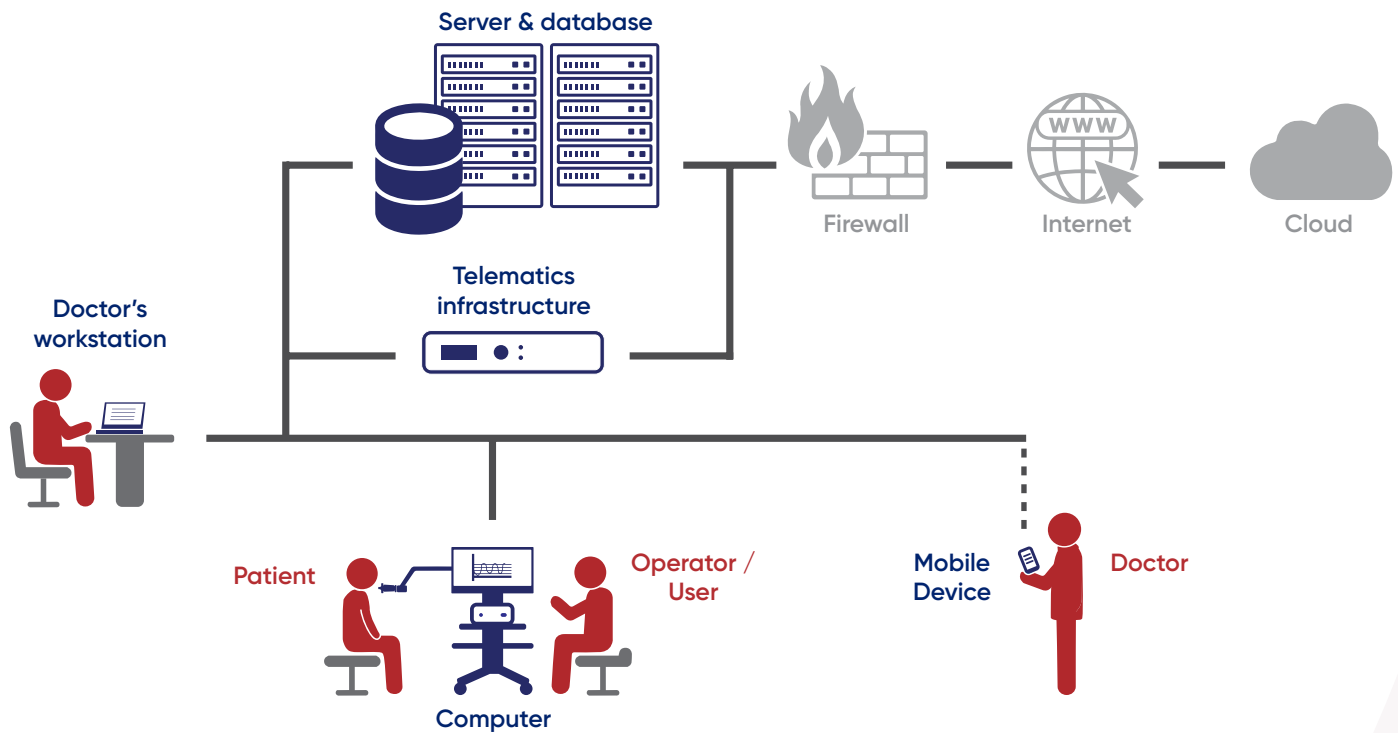 Server & database
WWW
Firewall
Internet
Cloud
Telematics
infrastructure
Doctor’s
workstation
Patient
Operator /
User
Mobile
Device
Doctor
Computer